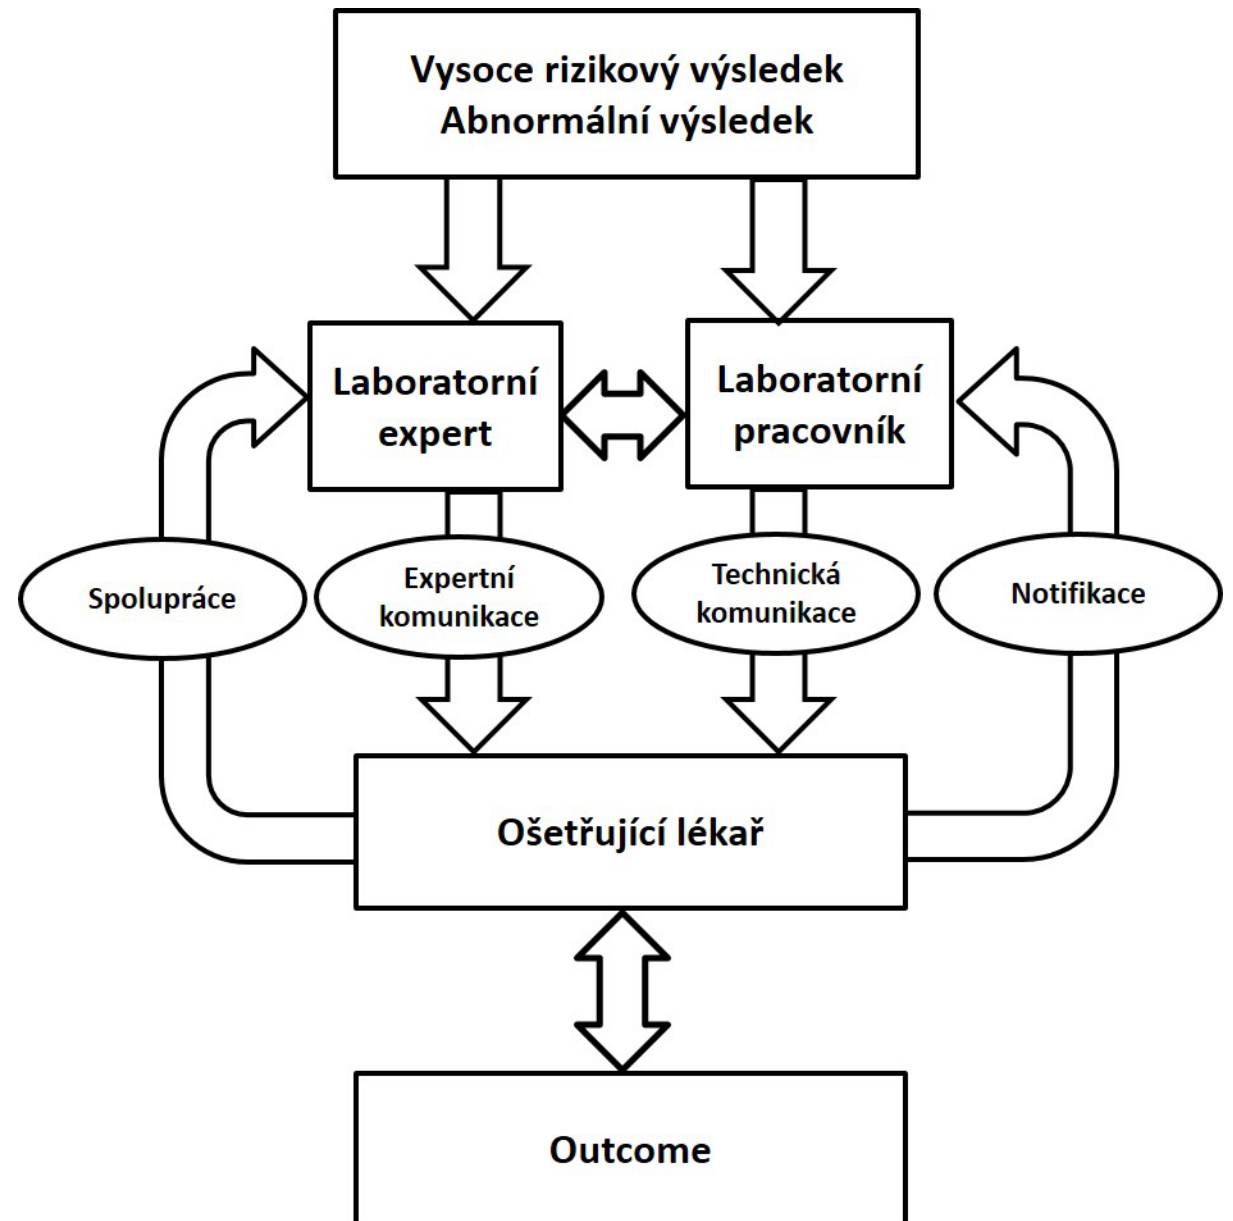 Vysoce rizikový výsledek
Abnormální výsledek
Laboratorní
expert
Laboratorní
pracovník
Spolupráce
Expertní
komunikace
Technická
komunikace
Notifikace
Ošetřující lékař
Outcome